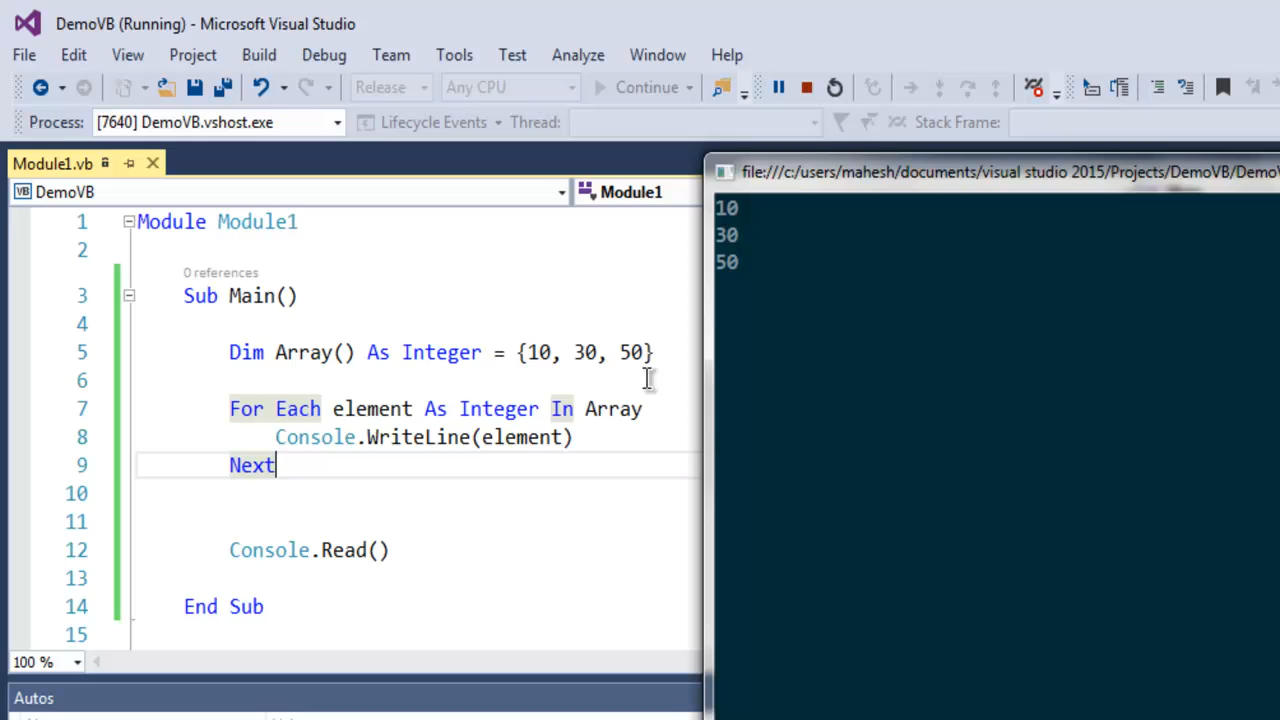 DemoVB (Running) - Microsoft Visual Studio
File Edit View Project Build Debug Team Tools Test Analyze Window Help
Release Any CPU Continue
Process: [7640] DemoVB.vshost.exe Lifecycle Events Thread: Stack Frame:
Module1.vb
file:///c:/users/mahesh/documents/visual studio 2015/Projects/DemoVB/Demo
VB DemoVB Module1
1 Module Module1
2
0 references
3 Sub Main()
4
5 Dim Array() As Integer = {10, 30, 50}
6
7 For Each element As Integer In Array
8 Console.WriteLine(element)
9 Next
10
11
12 Console.Read()
13
14 End Sub
15
100 %
Autos
10
30
50